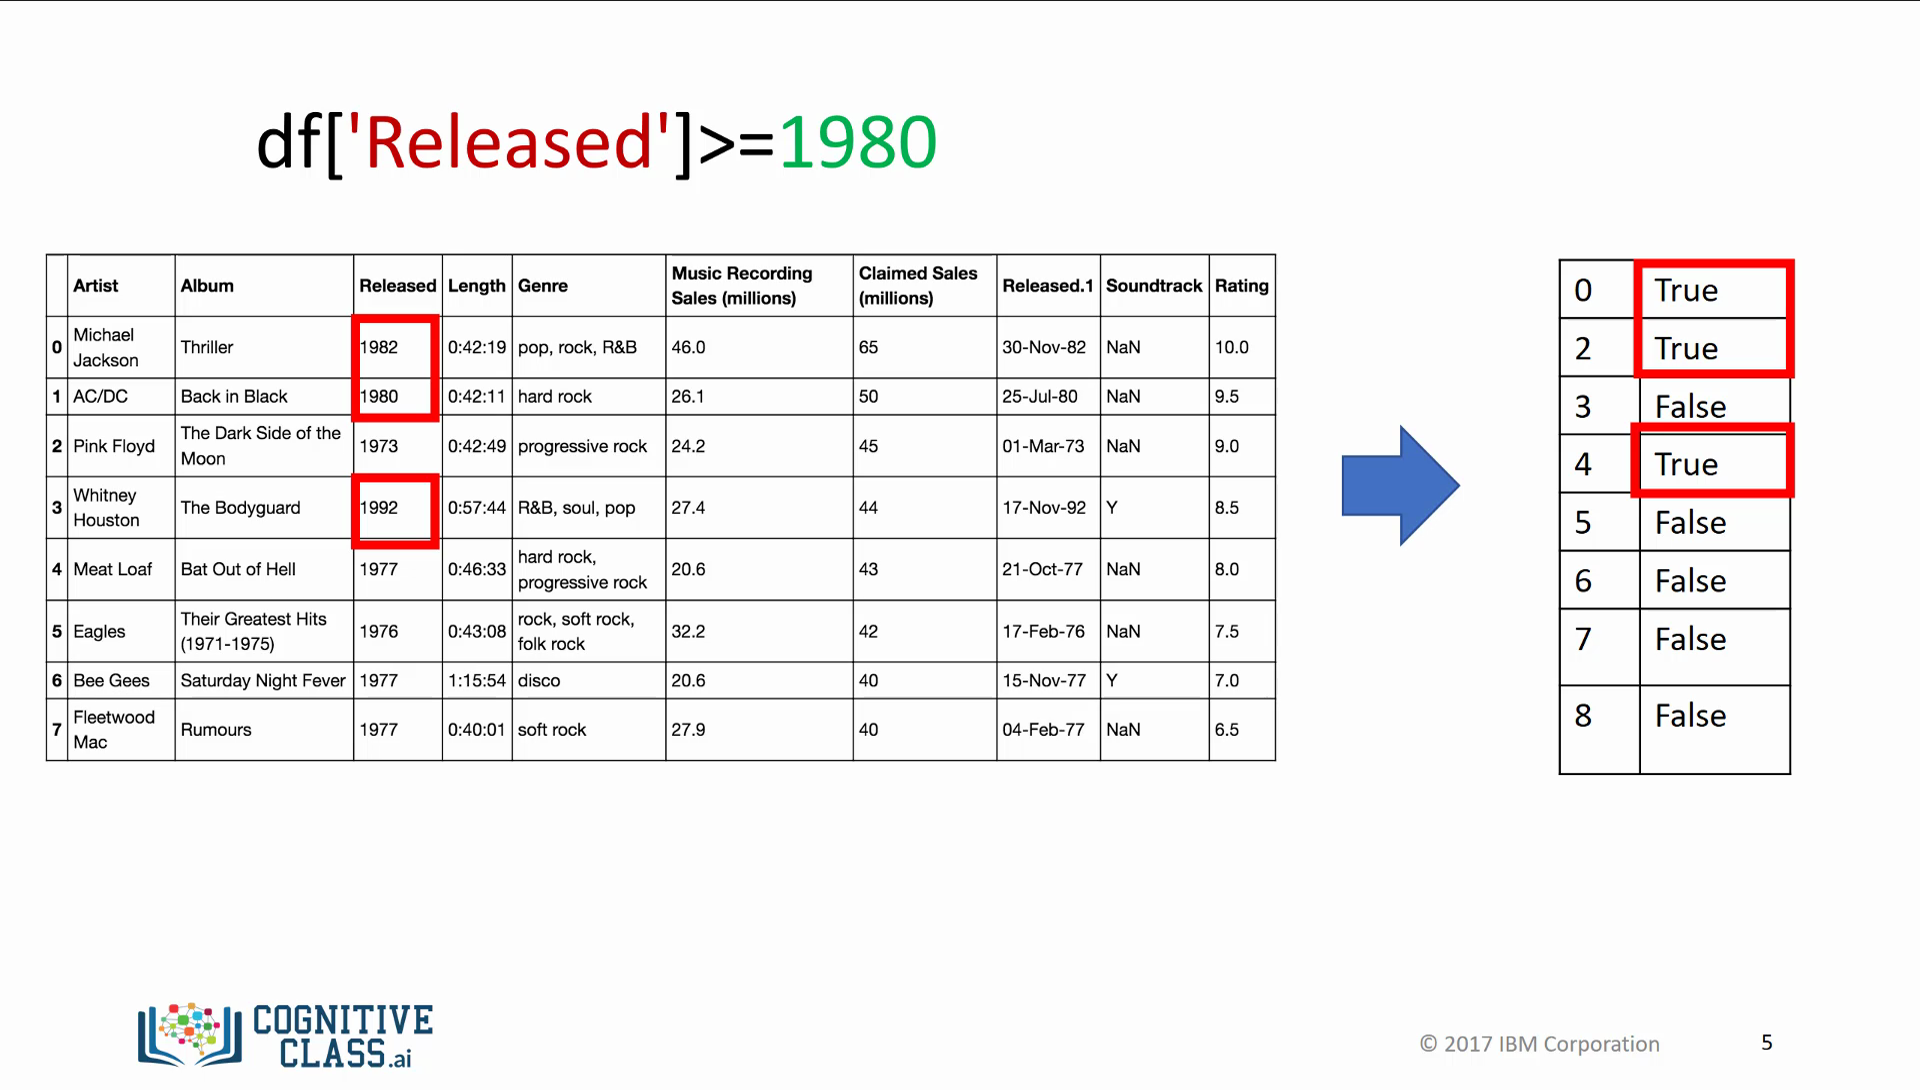 df['Released']>=1980
Artist Album Released Length Genre Music Recording Sales (millions) Claimed Sales (millions) Released.1 Soundtrack Rating
0 Michael Jackson Thriller 1982 0:42:19 pop, rock, R&B 46.0 65 30-Nov-82 NaN 10.0
1 AC/DC Back in Black 1980 0:42:11 hard rock 26.1 50 25-Jul-80 NaN 9.5
2 Pink Floyd The Dark Side of the Moon 1973 0:42:49 progressive rock 24.2 45 01-Mar-73 NaN 9.0
3 Whitney Houston The Bodyguard 1992 0:57:44 R&B, soul, pop 27.4 44 17-Nov-92 Y 8.5
4 Meat Loaf Bat Out of Hell 1977 0:46:33 hard rock, progressive rock 20.6 43 21-Oct-77 NaN 8.0
5 Eagles Their Greatest Hits (1971-1975) 1976 0:43:08 rock, soft rock, folk rock 32.2 42 17-Feb-76 NaN 7.5
6 Bee Gees Saturday Night Fever 1977 1:15:54 disco 20.6 40 15-Nov-77 Y 7.0
7 Fleetwood Mac Rumours 1977 0:40:01 soft rock 27.9 40 04-Feb-77 NaN 6.5
0 True
2 True
3 False
4 True
5 False
6 False
7 False
8 False
COGNITIVE
CLASS.ai
© 2017 IBM Corporation 5